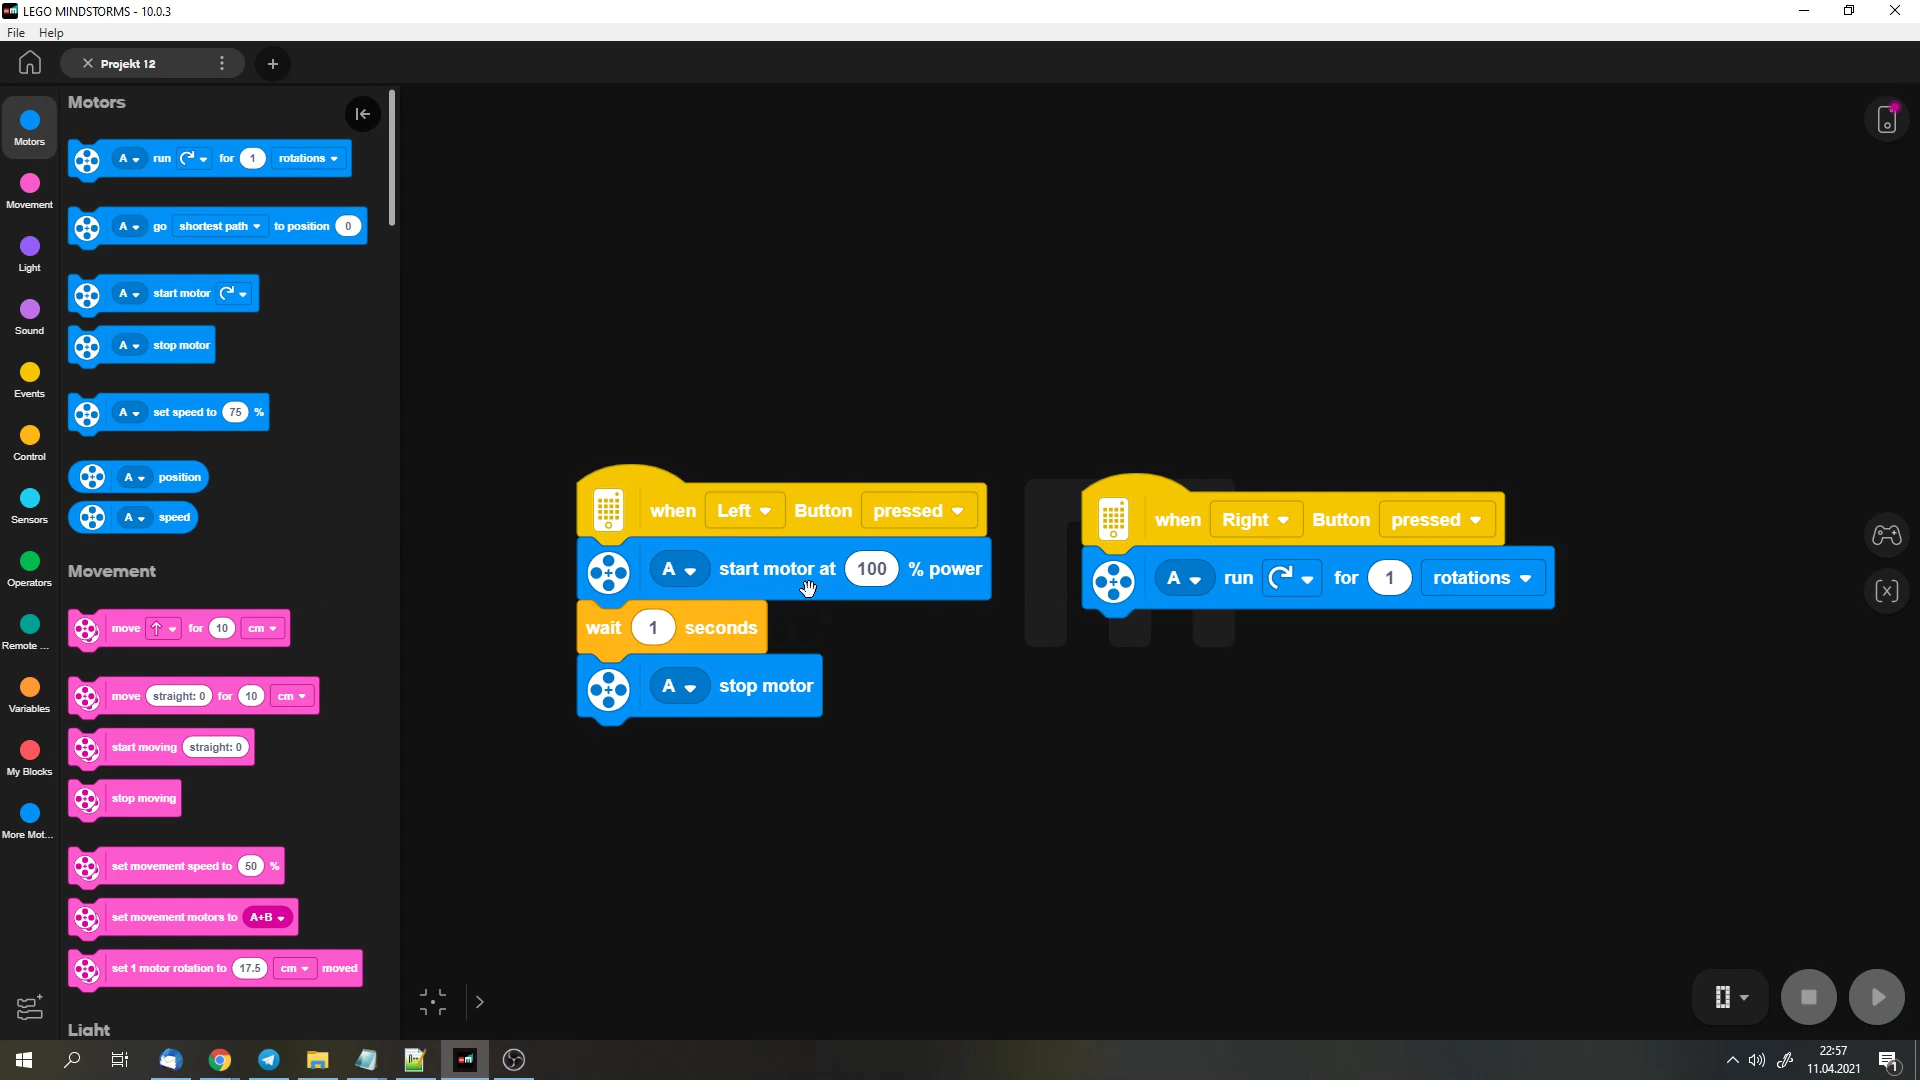 LEGO MINDSTORMS - 10.0.3
File Help
Projekt 12
Motors
Movement
Light
Sound
Events
Control
Sensors
Operators
Remote ...
Variables
My Blocks
More Mot...
Motors
A run for 1 rotations
A go shortest path to position 0
A start motor
A stop motor
A set speed to 75 %
A position
A speed
Movement
move for 10 cm
move straight: 0 for 10 cm
start moving straight: 0
stop moving
set movement speed to 50 %
set movement motors to A+B
set 1 motor rotation to 17.5 cm moved
Light
when Left Button pressed
A start motor at 100 % power
wait 1 seconds
A stop motor
when Right Button pressed
A run for 1 rotations
22:57
11.04.2021
1